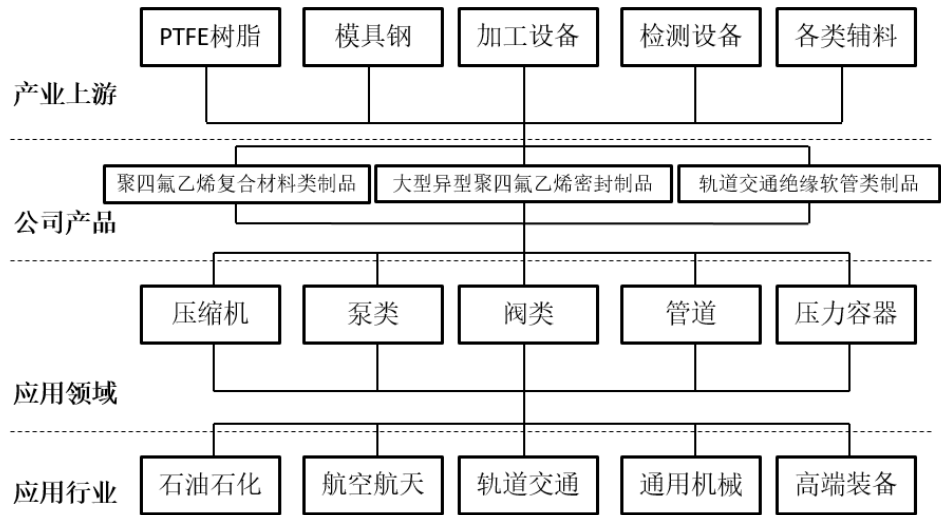 PTFE树脂
模具钢
加工设备
检测设备
各类辅料
产业上游
聚四氟乙烯复合材料类制品
大型异型聚四氟乙烯密封制品
轨道交通绝缘软管类制品
公司产品
压缩机
泵类
阀类
管道
压力容器
应用领域
石油石化
航空航天
轨道交通
通用机械
高端装备
应用行业